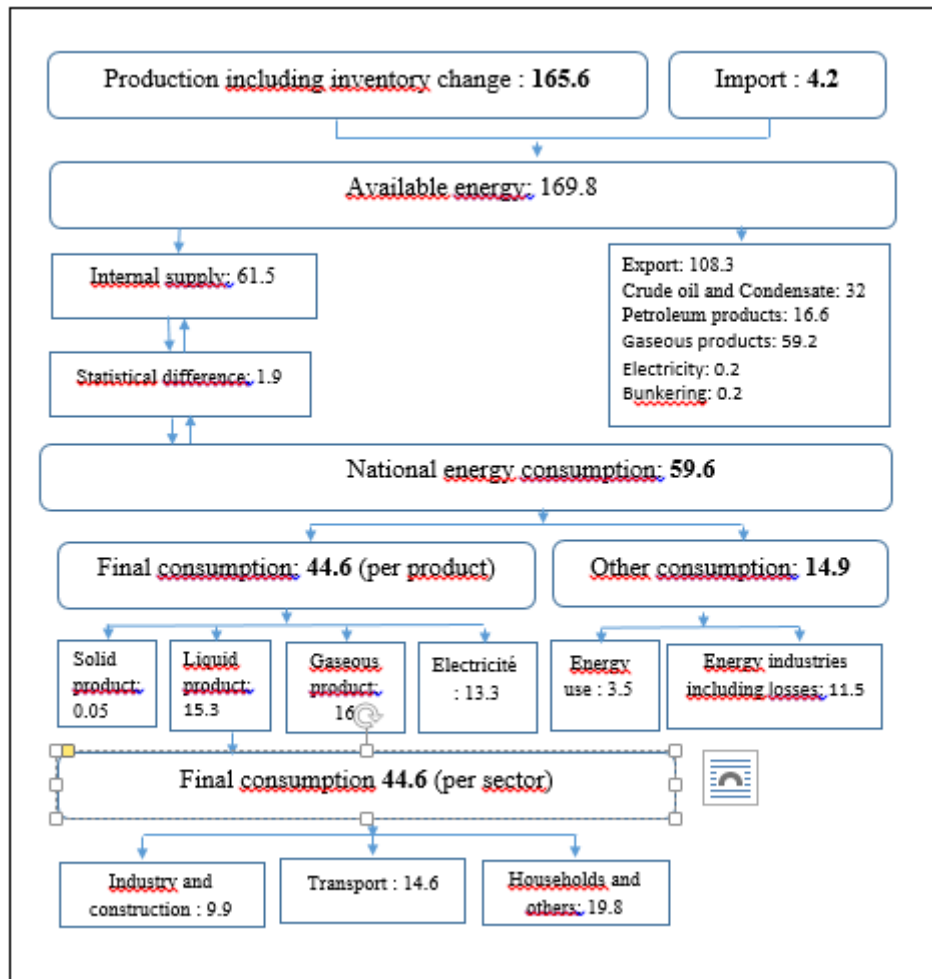 Production including inventory change : 165.6
Import : 4.2
Available energy: 169.8
Internal supply: 61.5
Export: 108.3
Crude oil and Condensate: 32
Petroleum products: 16.6
Gaseous products: 59.2
Electricity: 0.2
Bunkering: 0.2
Statistical difference: 1.9
National energy consumption: 59.6
Final consumption: 44.6 (per product)
Other consumption: 14.9
Solid
product:
0.05
Liquid
product:
15.3
Gaseous
product:
Electricité
: 13.3
Energy
use : 3.5
Energy industries
including losses: 11.5
Final consumption 44.6 (per sector)
Industry and
construction : 9.9
Transport : 14.6
Households and
others: 19.8